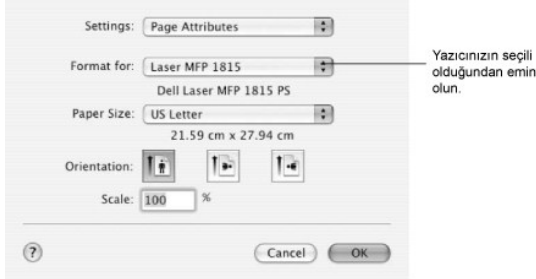 Settings: Page Attributes
Format for: Laser MFP 1815
Dell Laser MFP 1815 PS
Paper Size: US Letter
21.59 cm x 27.94 cm
Orientation:
Scale: 100 %
? Cancel OK
Yazıcınızın seçili
olduğundan emin
olun.